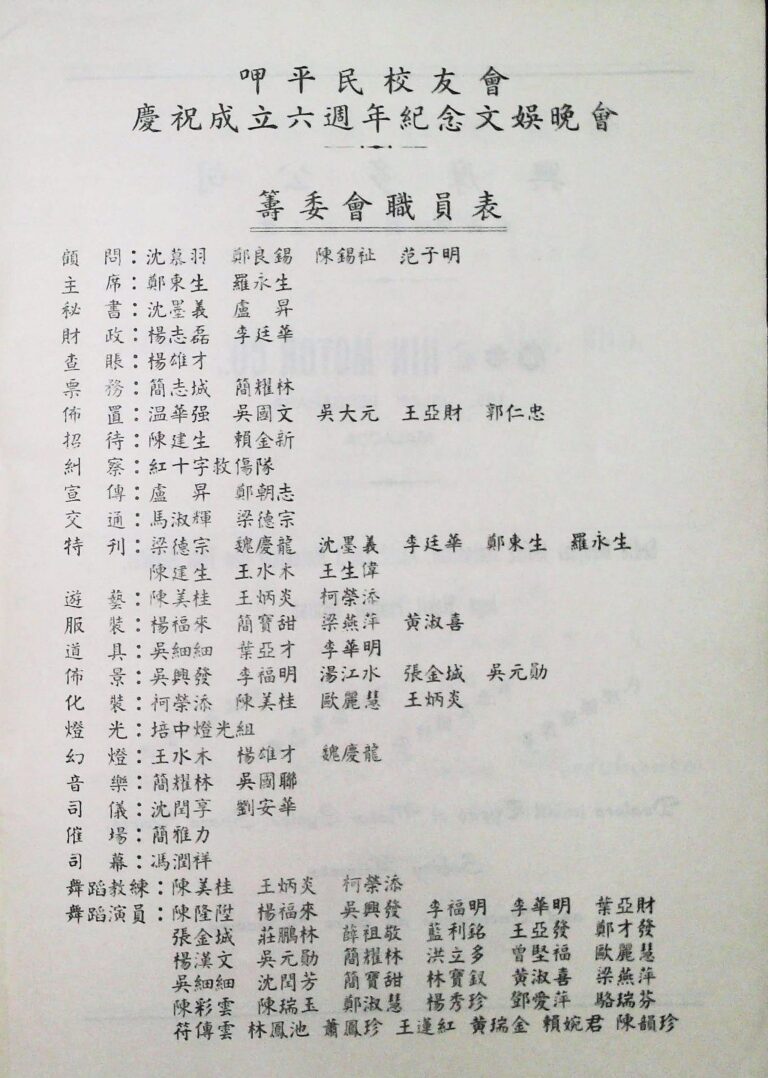 呷平民校友會
慶祝成立六週年紀念文娛晚會
籌委會職員表
顧問：沈慕羽 鄭良錫 陳錫祉 范子明
主席：鄭東生 羅永生
秘書：沈墨義 盧昇
財政：楊志磊 李廷華
查賬：楊雄才
票務：簡志城 簡耀林
佈置：温華强 吳國文 吳大元 王亞財 郭仁忠
招待：陳建生 賴金新
糾察：紅十字救傷隊
宣傳：盧昇 鄭朝志
交通：馬淑輝 梁德宗
特刊：梁德宗 魏慶龍 沈墨義 李廷華 鄭東生 羅永生
陳建生 王水木 王生偉
遊藝：陳美桂 王炳炎 柯榮添
服裝：楊福來 簡寶甜 梁燕萍 黄淑喜
道具：吳細細 葉亞才 李華明
佈景：吳興發 李福明 湯江水 張金城 吳元勛
化裝：柯榮添 陳美桂 歐麗慧 王炳炎
燈光：培中燈光組
幻燈：王水木 楊雄才 魏慶龍
音樂：簡耀林 吳國聯
司儀：沈閏享 劉安華
催場：簡雅力
司幕：馮潤祥
舞蹈教練：陳美桂 王炳炎 柯榮添
舞蹈演員：陳隆陞 楊福來 吳興發 李福明 李華明 葉亞財
張金城 莊鵬林 薛祖敬 藍利銘 王亞發 鄭才發
楊漢文 吳元勛 簡耀林 洪立多 曾堅福 歐麗慧
吳細細 沈閏芳 簡寶甜 林寶釵 黄淑喜 梁燕萍
陳彩雲 陳瑞玉 鄭淑慧 楊秀珍 鄧愛萍 駱瑞芬
符傳雲 林鳳池 蕭鳳珍 王蓮紅 黄瑞金 賴婉君 陳韻珍